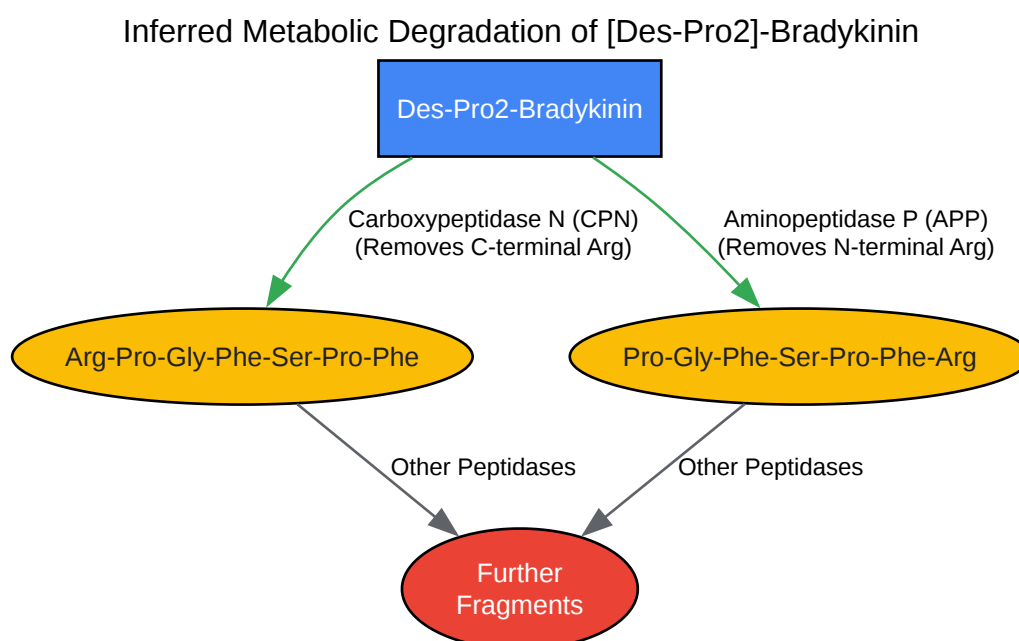 Inferred Metabolic Degradation of [Des-Pro2]-Bradykinin
Des-Pro2-Bradykinin
Carboxypeptidase N (CPN)
(Removes C-terminal Arg)
Aminopeptidase P (APP)
(Removes N-terminal Arg)
Arg-Pro-Gly-Phe-Ser-Pro-Phe
Pro-Gly-Phe-Ser-Pro-Phe-Arg
Other Peptidases
Other Peptidases
Further
Fragments